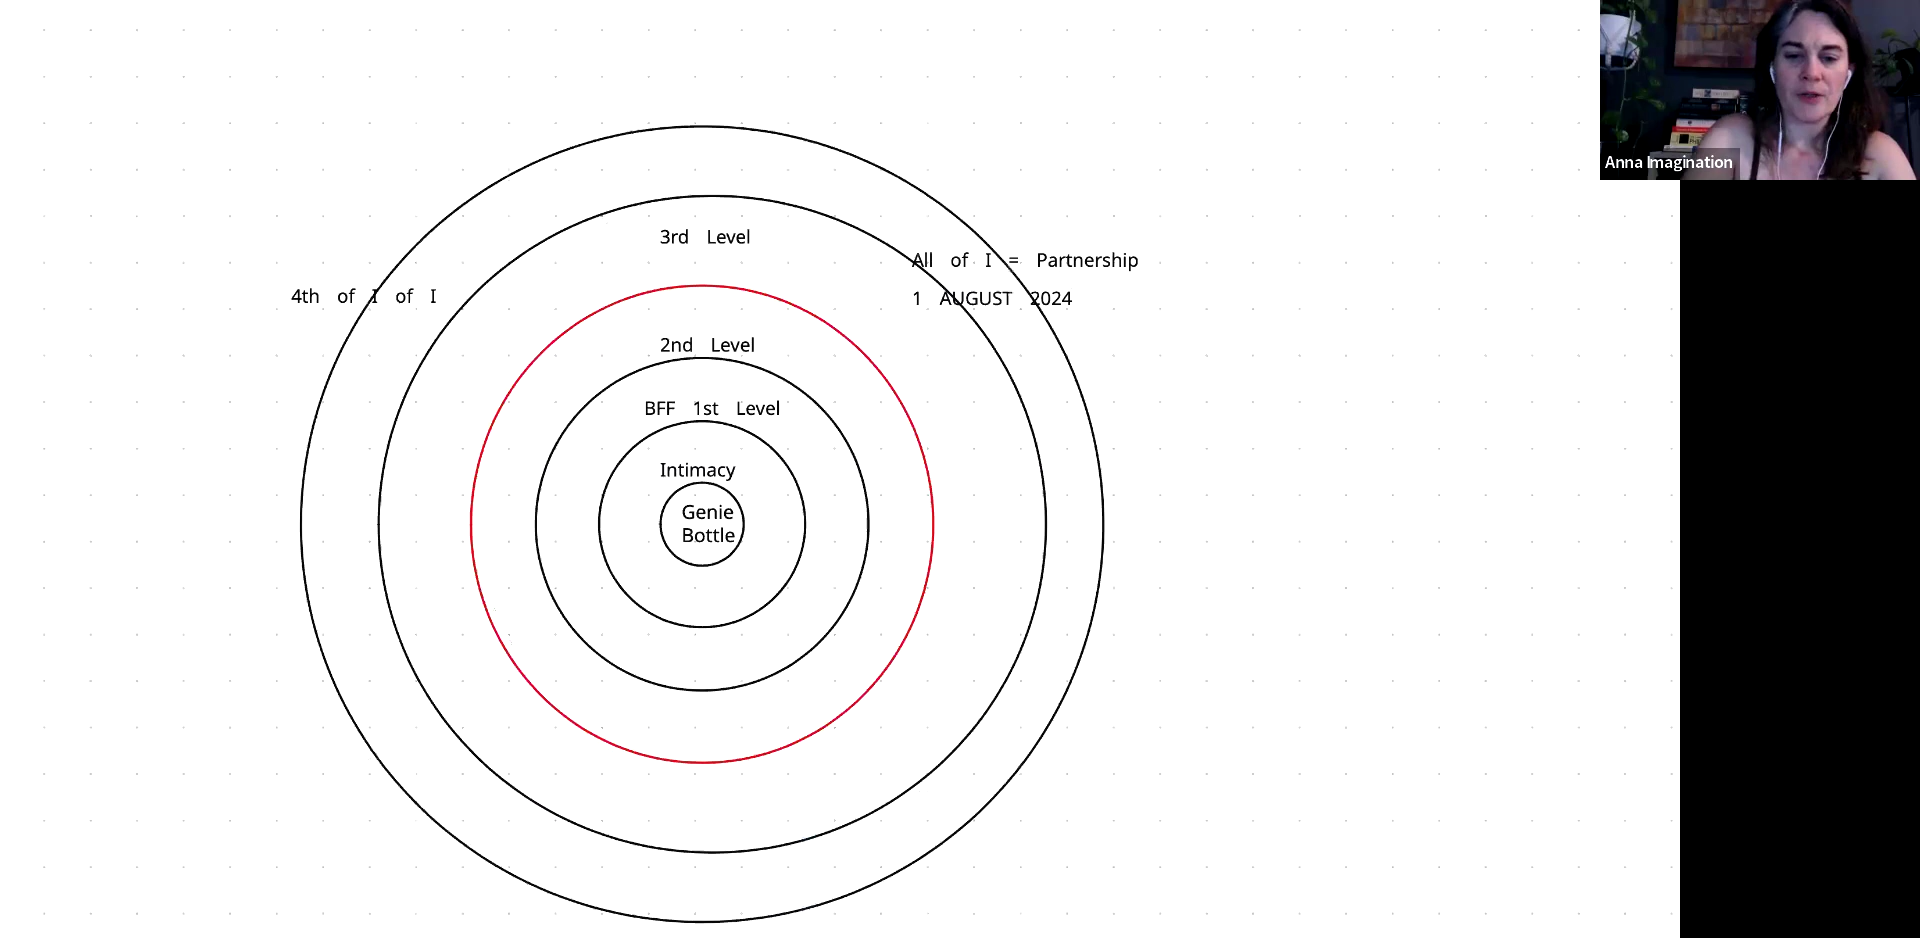 Anna Imagination
3rd Level
All of I = Partnership
4th of I of I
1 AUGUST 2024
2nd Level
BFF 1st Level
Intimacy
Genie
Bottle